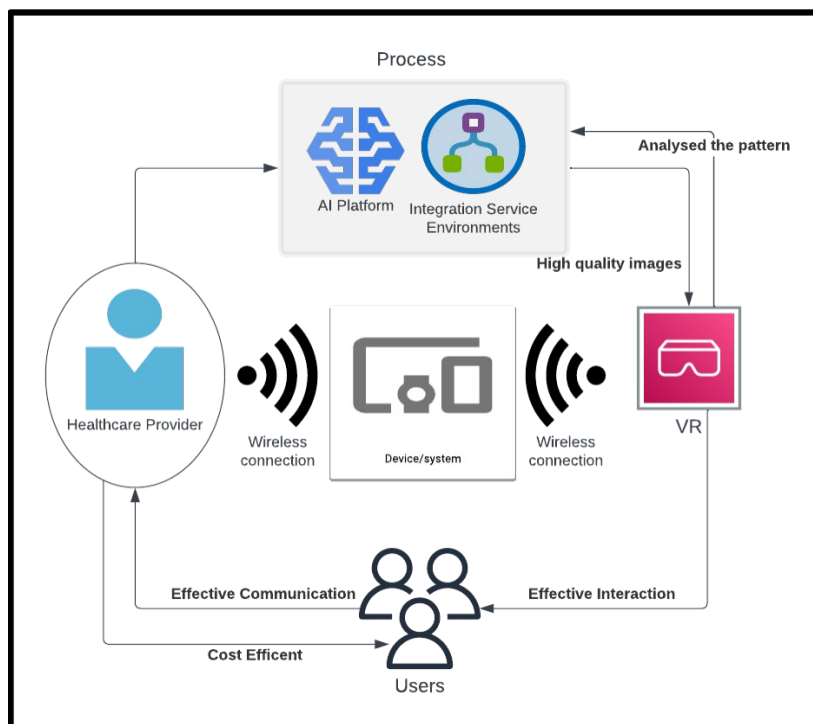 Process
AI Platform
Integration Service
Environments
Analysed the pattern
High quality images
Healthcare Provider
Wireless
connection
Device/system
Wireless
connection
VR
Effective Communication
Effective Interaction
Cost Efficent
Users